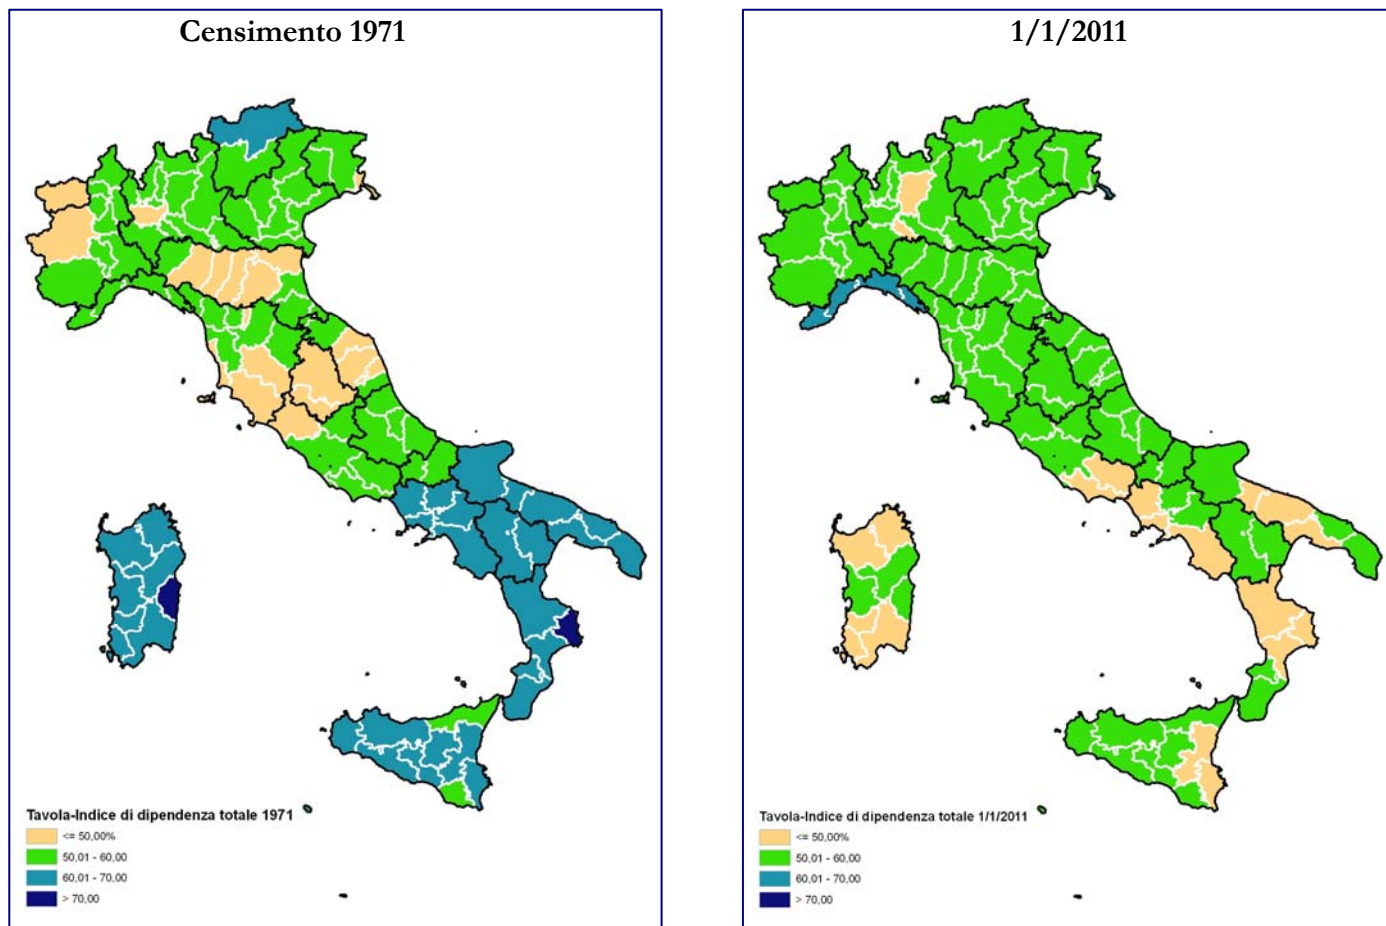 Censimento 1971
Tavola-Indice di dipendenza totale 1971
<= 50,00%
50,01 - 60,00
60,01 - 70,00
> 70,00
1/1/2011
Tavola-Indice di dipendenza totale 1/1/2011
<= 50,00%
50,01 - 60,00
60,01 - 70,00
> 70,00